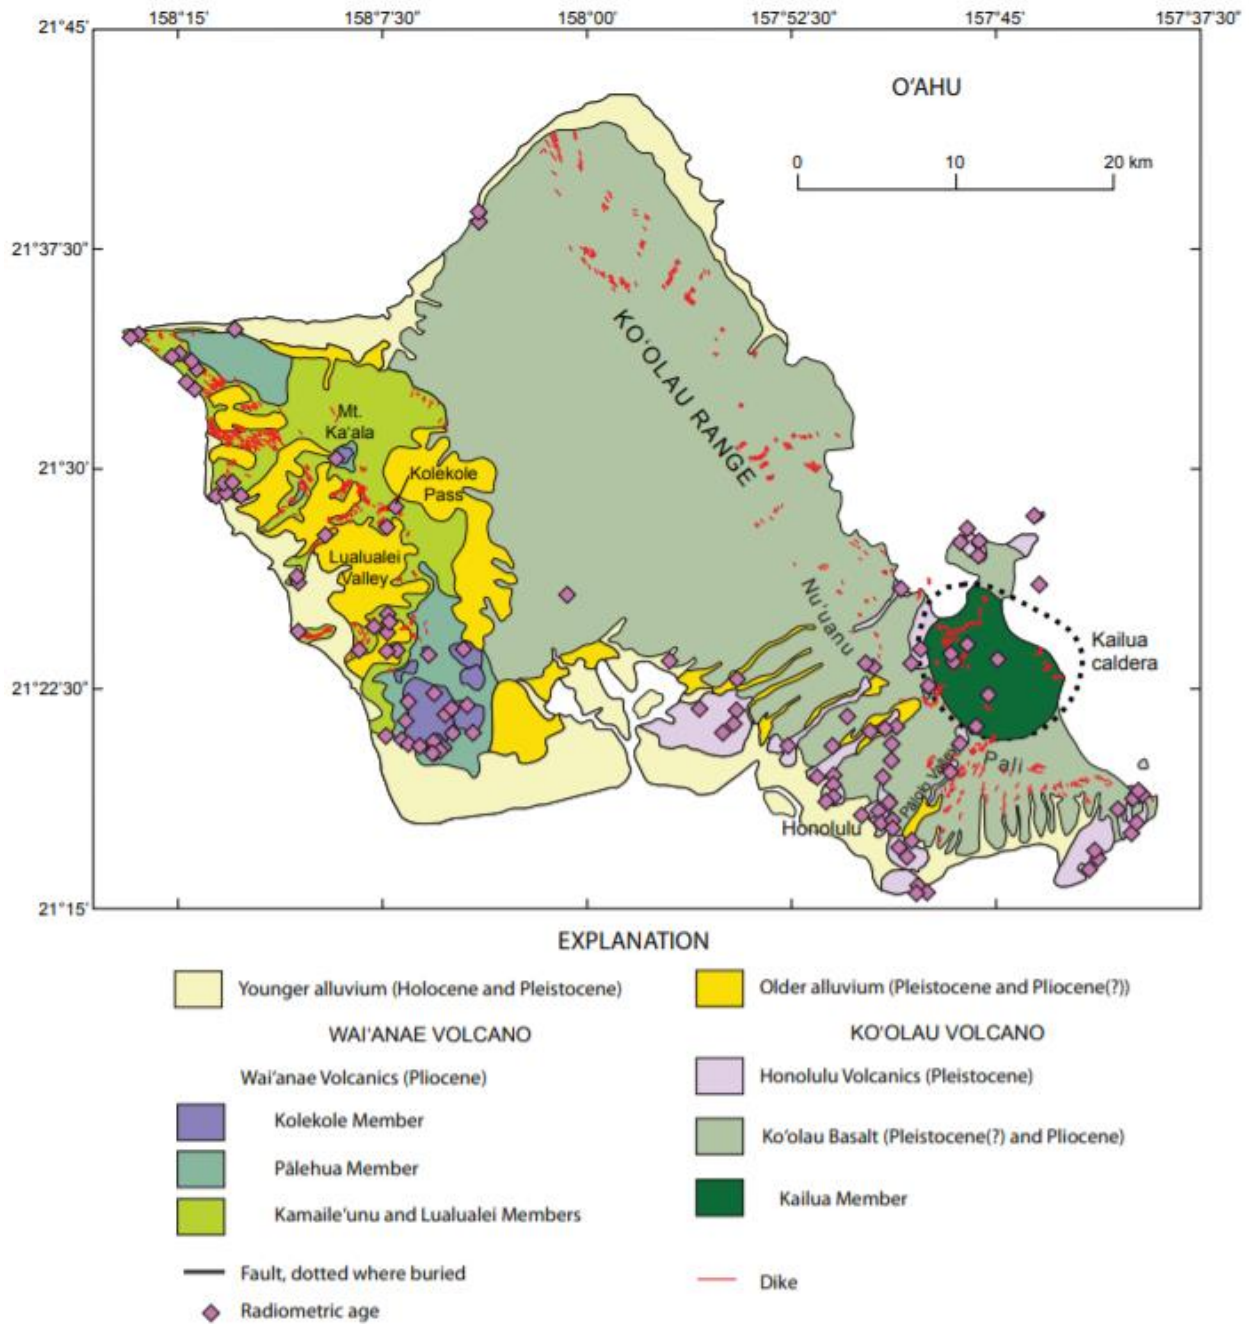 158°15' 158°7'30" 158°00' 157°52'30" 157°45' 157°37'30"
21°45'
O‘AHU
0 10 20 km
21°37'30"
KO‘OLAU RANGE
Mt.
Ka‘ala
21°30'
Kolekole
Pass
Lualualei
Valley
Nu‘uanu
Kailua
caldera
21°22'30"
Pali
Pālolo Valley
Honolulu
21°15'
EXPLANATION
Younger alluvium (Holocene and Pleistocene)
Older alluvium (Pleistocene and Pliocene(?))
WAI‘ANAE VOLCANO
Wai‘anae Volcanics (Pliocene)
Kolekole Member
Pālehua Member
Kamaile‘unu and Lualualei Members
KO‘OLAU VOLCANO
Honolulu Volcanics (Pleistocene)
Ko‘olau Basalt (Pleistocene(?) and Pliocene)
Kailua Member
Fault, dotted where buried
Dike
Radiometric age